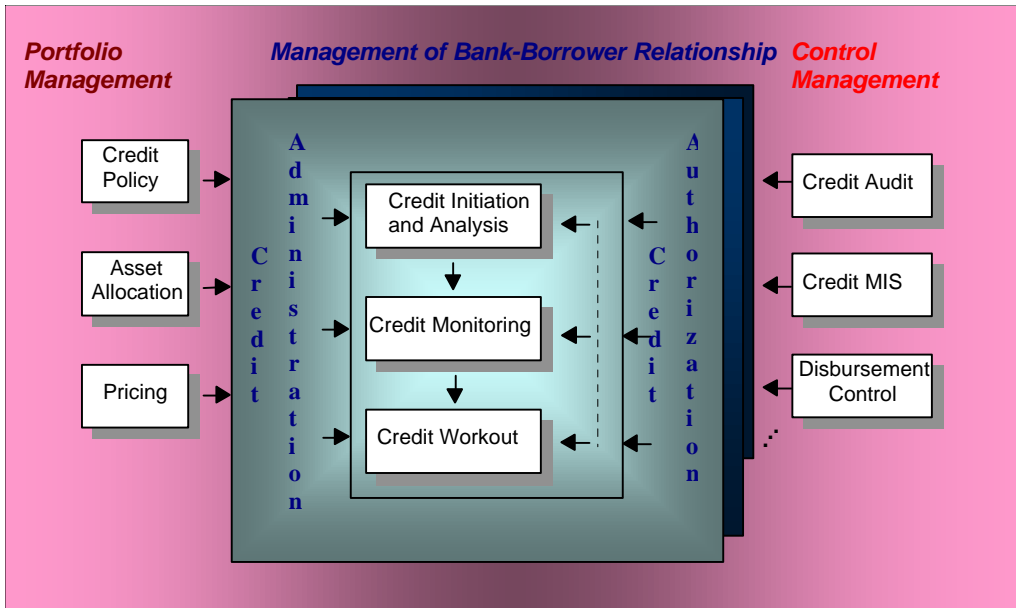 Portfolio
Management
Management of Bank-Borrower Relationship
Control
Management
Credit
Policy
Asset
Allocation
Pricing
Credit
Administration
Credit Initiation
and Analysis
Credit Monitoring
Credit Workout
Credit
Authorization
Credit Audit
Credit MIS
Disbursement
Control